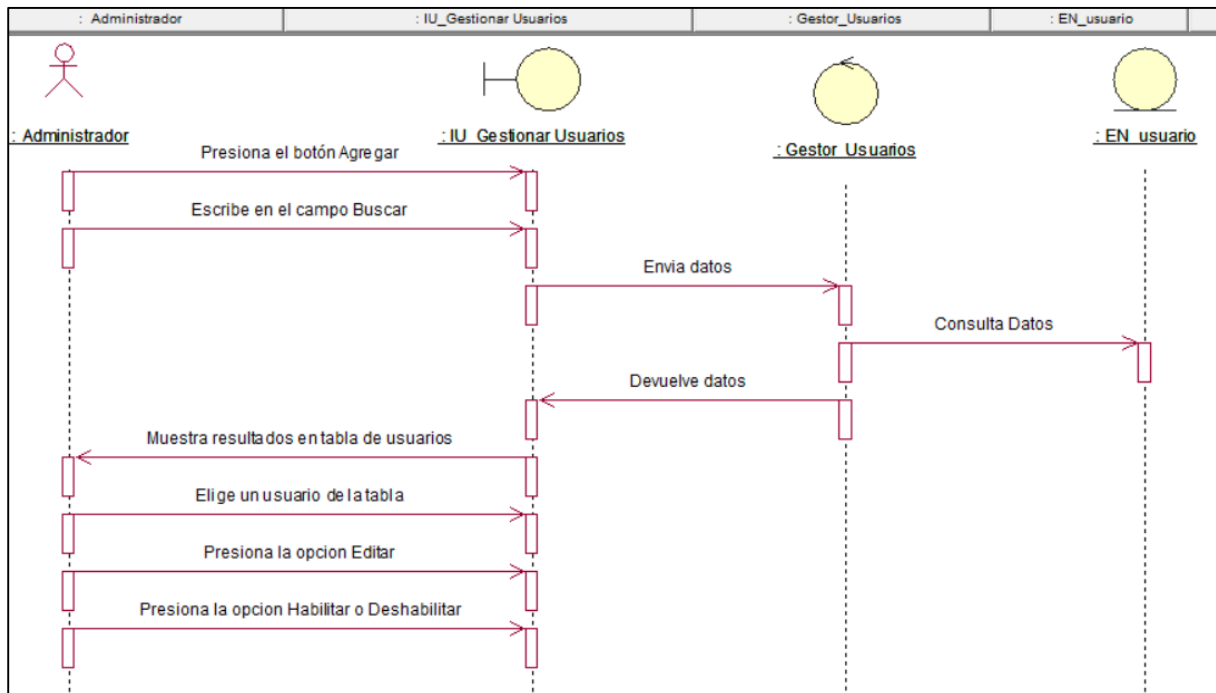 : Administrador
: IU_Gestionar Usuarios
: Gestor_Usuarios
: EN_usuario
: Administrador
: IU_Gestionar Usuarios
: Gestor_Usuarios
: EN_usuario
Presiona el botón Agregar
Escribe en el campo Buscar
Envia datos
Consulta Datos
Devuelve datos
Muestra resultados en tabla de usuarios
Elige un usuario de la tabla
Presiona la opcion Editar
Presiona la opcion Habilitar o Deshabilitar